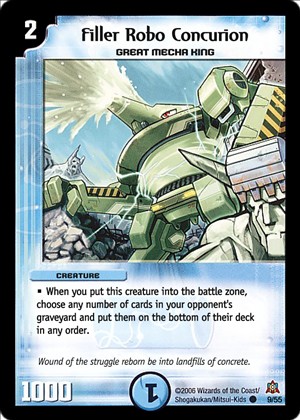 2
Filler Robo Concurion
GREAT MECHA KING
CREATURE
• When you put this creature into the battle zone,
choose any number of cards in your opponent's
graveyard and put them on the bottom of their deck
in any order.
Wound of the struggle reborn be into landfills of concrete.
1000
1
©2006 Wizards of the Coast/
Shogakukan/Mitsui-Kids ● 9/55